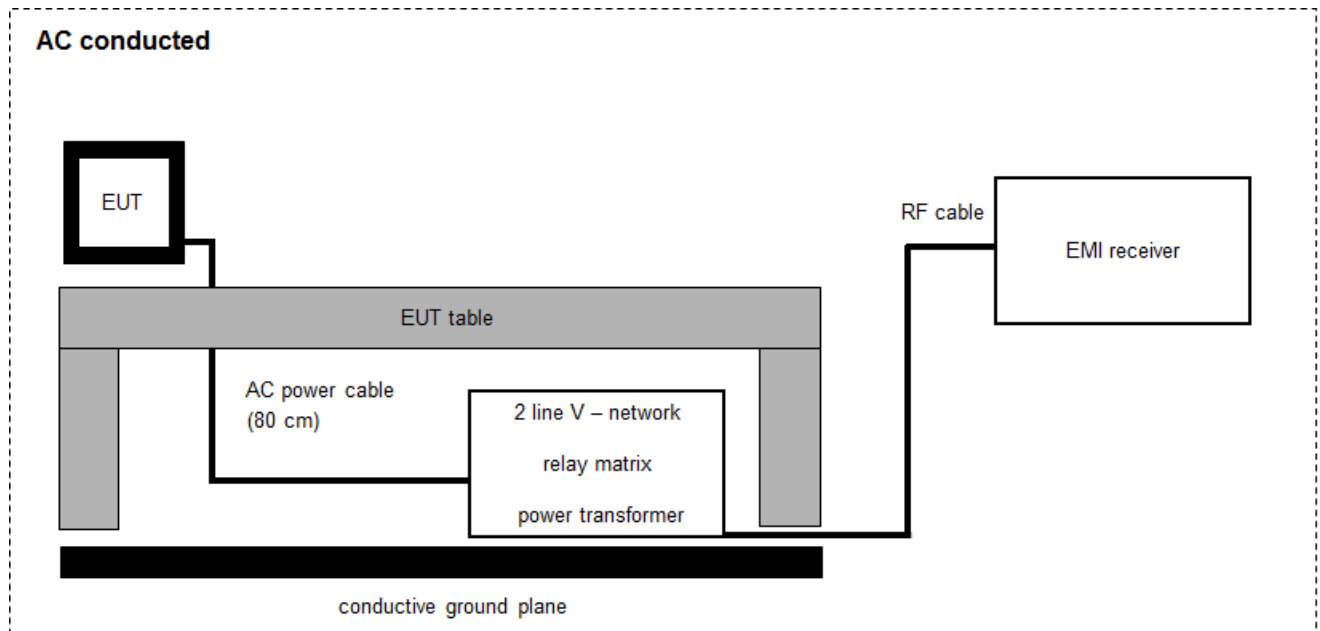 AC conducted
EUT
RF cable
EMI receiver
EUT table
AC power cable
(80 cm)
2 line V – network
relay matrix
power transformer
conductive ground plane